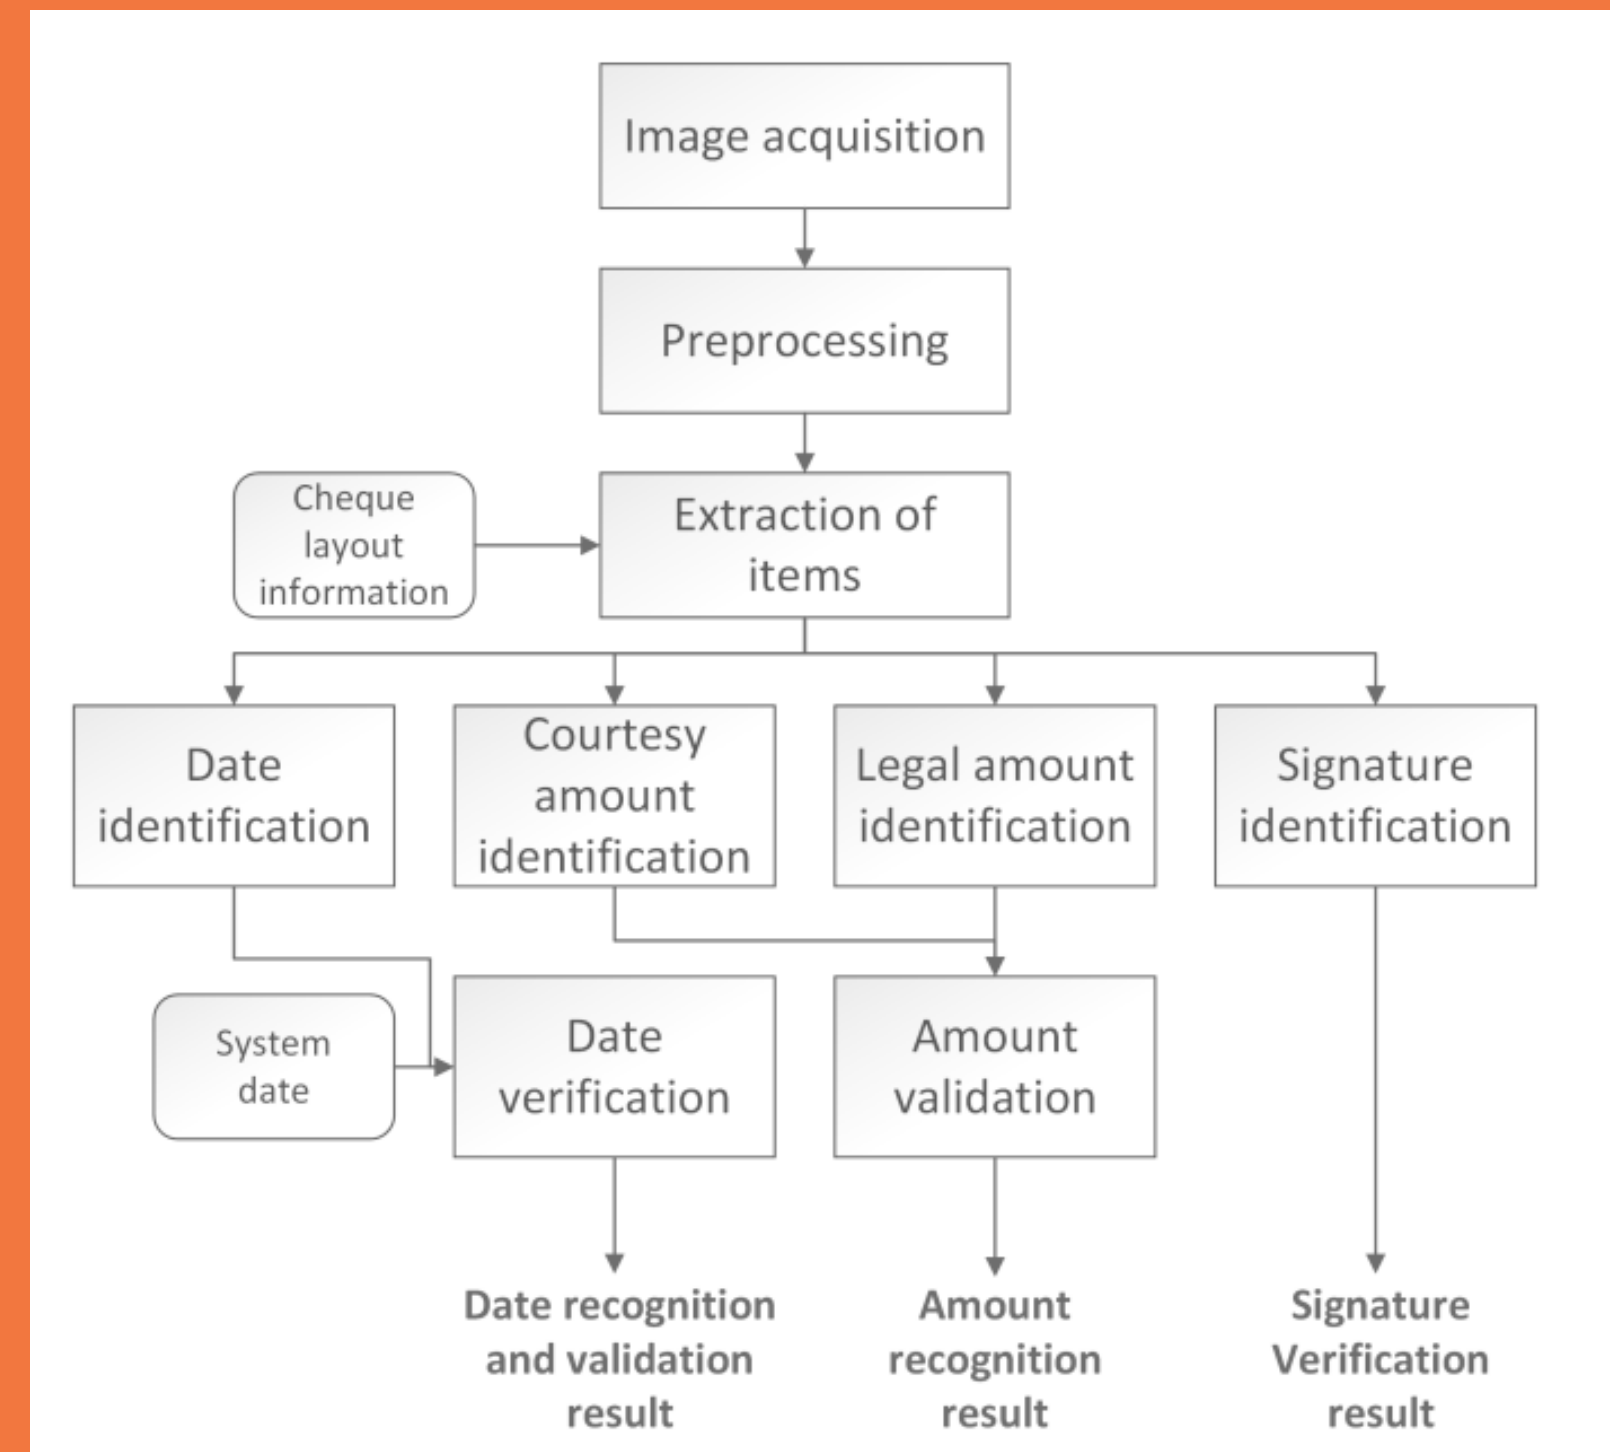 Image acquisition
Preprocessing
Cheque
layout
information
Extraction of
items
Date
identification
Courtesy
amount
identification
Legal amount
identification
Signature
identification
System
date
Date
verification
Amount
validation
Date recognition
and validation
result
Amount
recognition
result
Signature
Verification
result